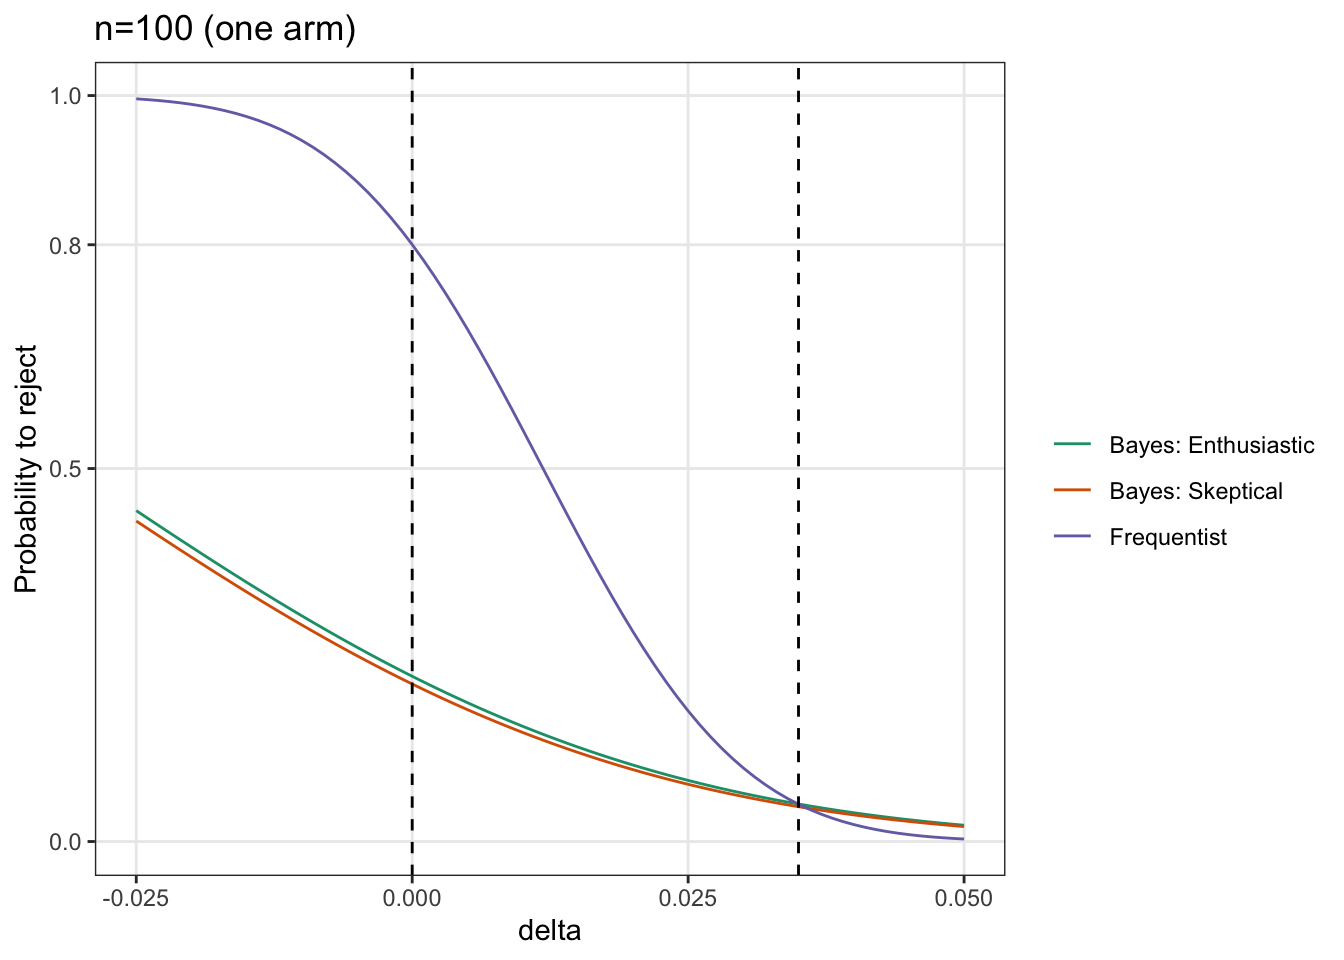 n=100 (one arm)
Probability to reject
1.0
0.8
0.5
0.0
-0.025
0.000
0.025
0.050
delta
Bayes: Enthusiastic
Bayes: Skeptical
Frequentist